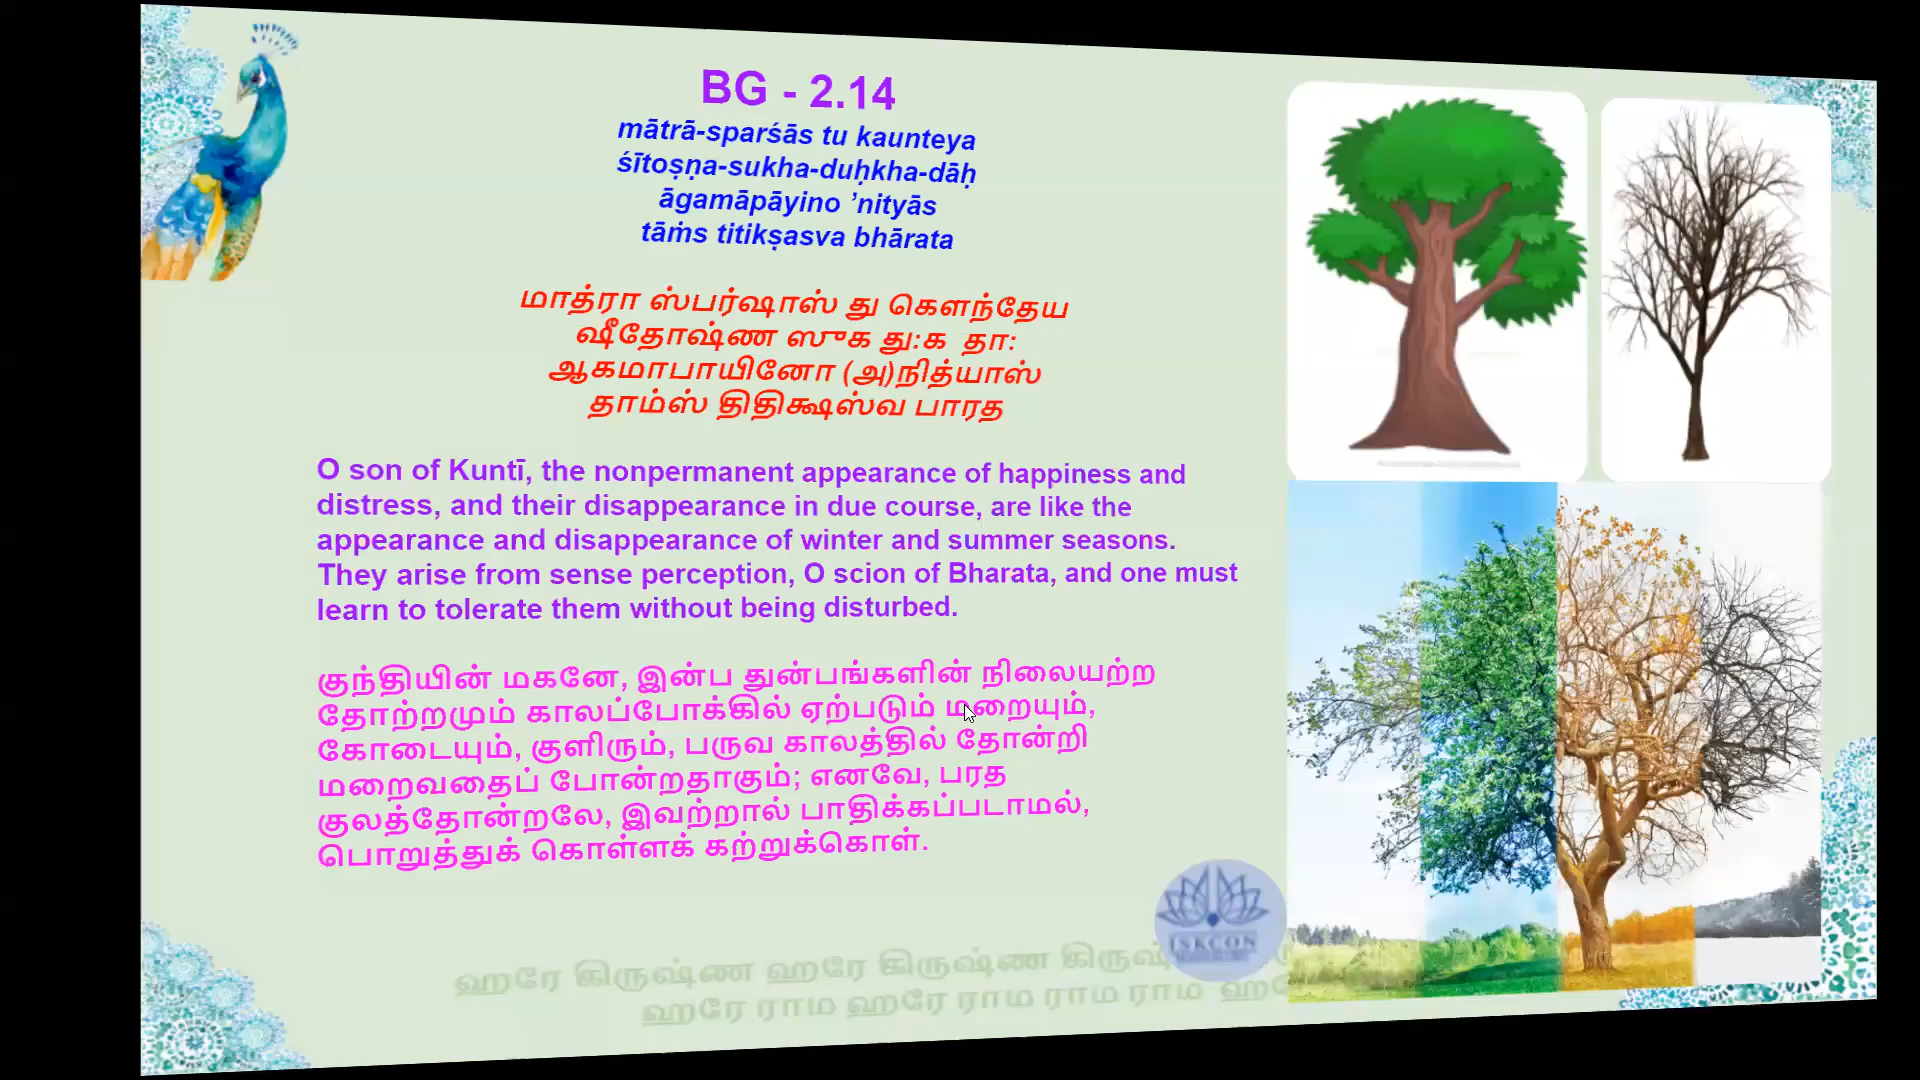 BG - 2.14
mātrā-sparśās tu kaunteya
śītoṣṇa-sukha-duḥkha-dāḥ
āgamāpāyino ’nityās
tāṁs titikṣasva bhārata
மாத்ரா ஸ்பர்ஷாஸ் து கௌந்தேய
ஷீதோஷ்ண ஸுக து:க தா:
ஆகமாபாயினோ (அ)நித்யாஸ்
தாம்ஸ் திதிக்ஷஸ்வ பாரத
O son of Kuntī, the nonpermanent appearance of happiness and
distress, and their disappearance in due course, are like the
appearance and disappearance of winter and summer seasons.
They arise from sense perception, O scion of Bharata, and one must
learn to tolerate them without being disturbed.
குந்தியின் மகனே, இன்ப துன்பங்களின் நிலையற்ற
தோற்றமும் காலப்போக்கில் ஏற்படும் மறையும்,
கோடையும், குளிரும், பருவ காலத்தில் தோன்றி
மறைவதைப் போன்றதாகும்; எனவே, பரத
குலத்தோன்றலே, இவற்றால் பாதிக்கப்படாமல்,
பொறுத்துக் கொள்ளக் கற்றுக்கொள்.
ISKCON
ஹரே கிருஷ்ண ஹரே கிருஷ்ண
ஹரே ராம ஹரே ராம ராம ராம